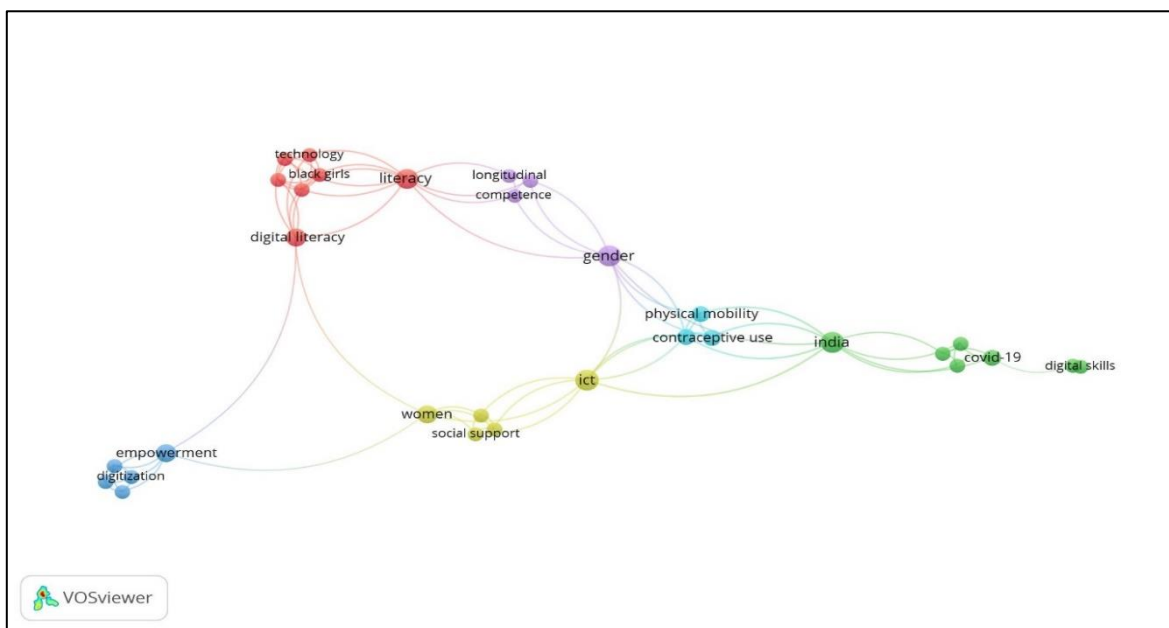 technology
black girls
literacy
longitudinal
competence
digital literacy
gender
physical mobility
contraceptive use
india
covid-19
digital skills
ict
women
social support
empowerment
digitization
VOSviewer